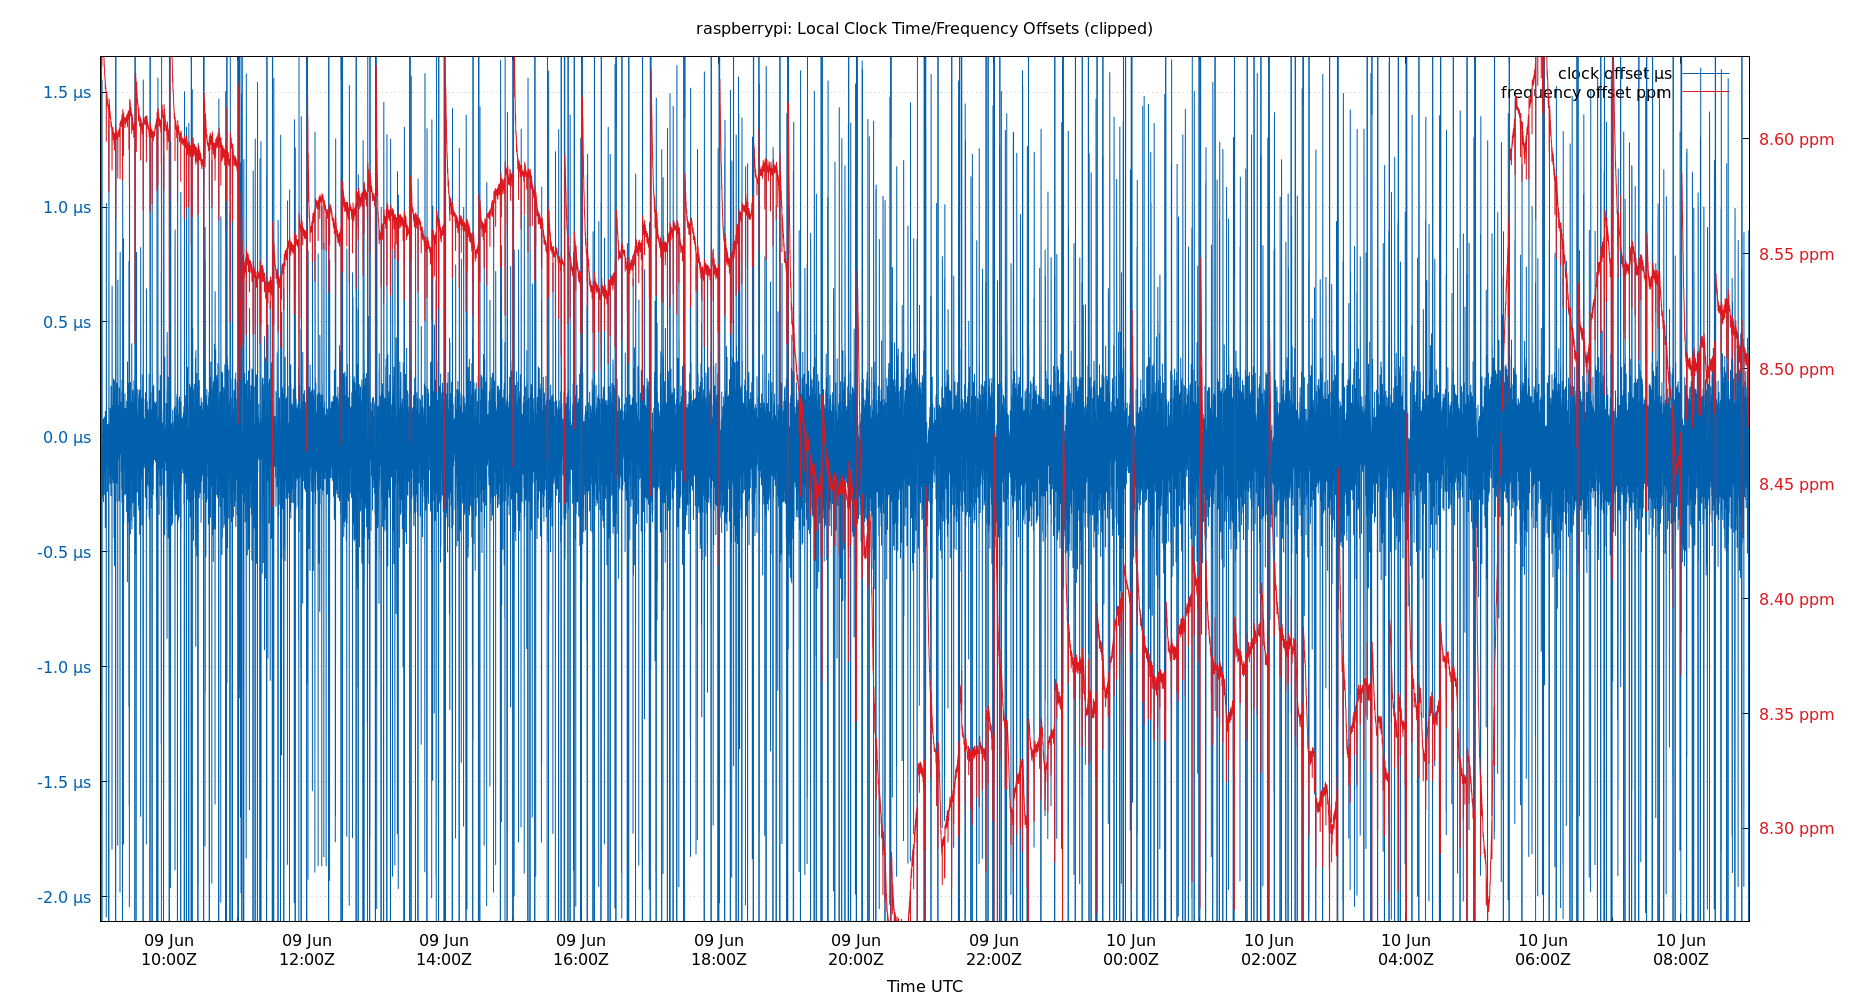 raspberrypi: Local Clock Time/Frequency Offsets (clipped)
clock offset µs
frequency offset ppm
1.5 µs
1.0 µs
0.5 µs
0.0 µs
-0.5 µs
-1.0 µs
-1.5 µs
-2.0 µs
8.60 ppm
8.55 ppm
8.50 ppm
8.45 ppm
8.40 ppm
8.35 ppm
8.30 ppm
09 Jun 09 Jun 09 Jun 09 Jun 09 Jun 09 Jun 09 Jun 10 Jun 10 Jun 10 Jun 10 Jun 10 Jun
10:00Z 12:00Z 14:00Z 16:00Z 18:00Z 20:00Z 22:00Z 00:00Z 02:00Z 04:00Z 06:00Z 08:00Z
Time UTC